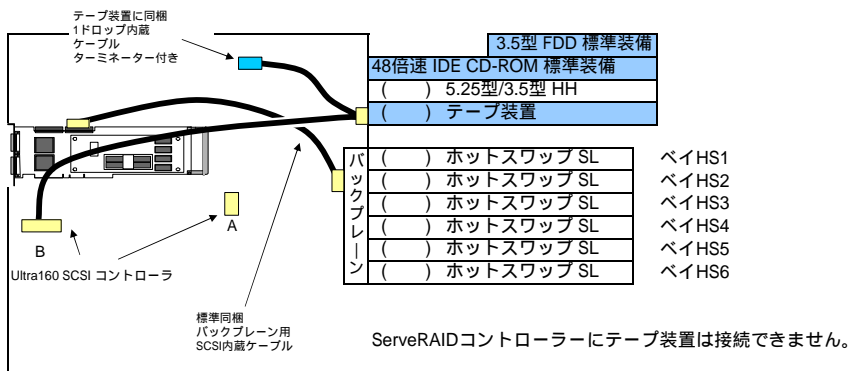 テープ装置に同梱
1ドロップ内蔵
ケーブル
ターミネーター付き
3.5型 FDD 標準装備
48倍速 IDE CD-ROM 標準装備
(　　) 5.25型/3.5型 HH
(　　) テープ装置
バックプレーン
(　　) ホットスワップ SL ベイHS1
(　　) ホットスワップ SL ベイHS2
(　　) ホットスワップ SL ベイHS3
(　　) ホットスワップ SL ベイHS4
(　　) ホットスワップ SL ベイHS5
(　　) ホットスワップ SL ベイHS6
A
B
Ultra160 SCSI コントローラ
標準同梱
バックプレーン用
SCSI内蔵ケーブル
ServeRAIDコントローラーにテープ装置は接続できません。